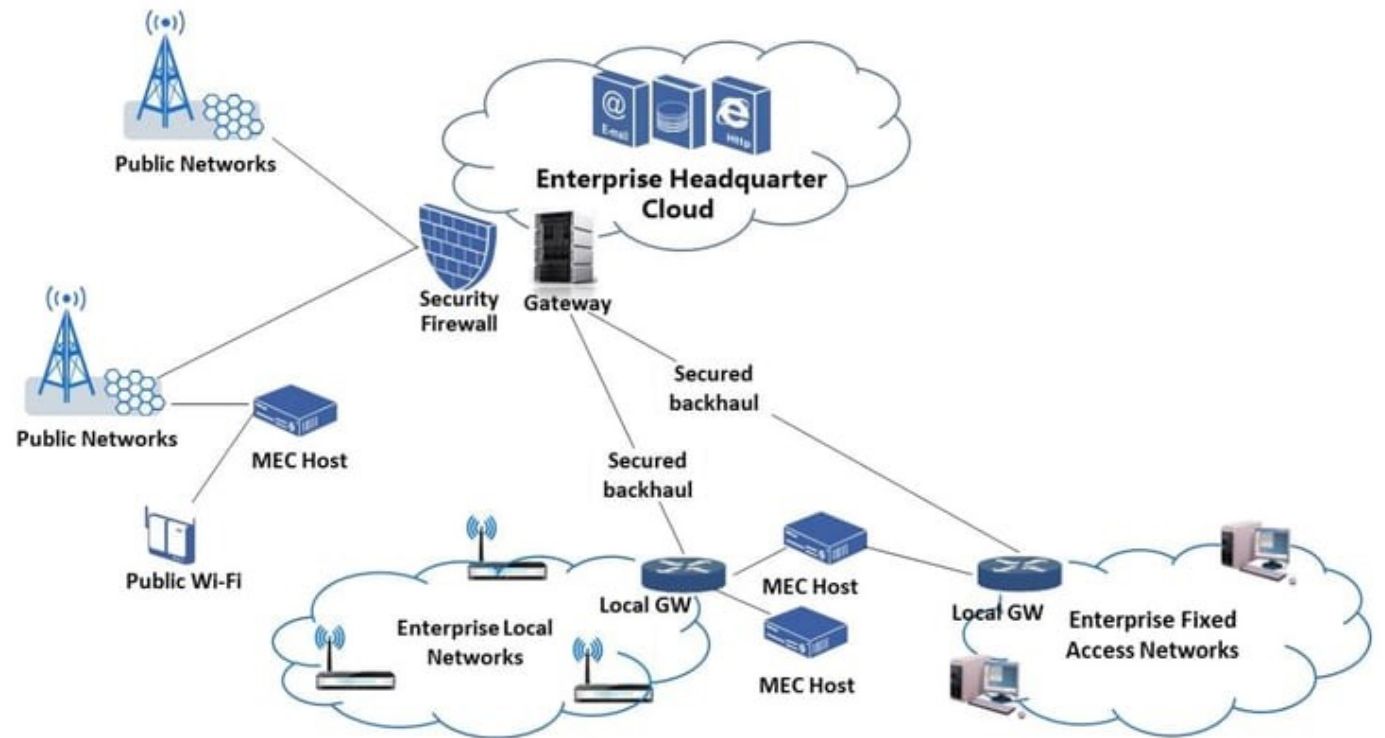 @
E-mail
Http
Enterprise Headquarter
Cloud
Public Networks
Security
Firewall
Gateway
Secured
backhaul
Public Networks
MEC Host
Secured
backhaul
Public Wi-Fi
MEC Host
Local GW
Local GW
Enterprise Local
Networks
Enterprise Fixed
Access Networks
MEC Host